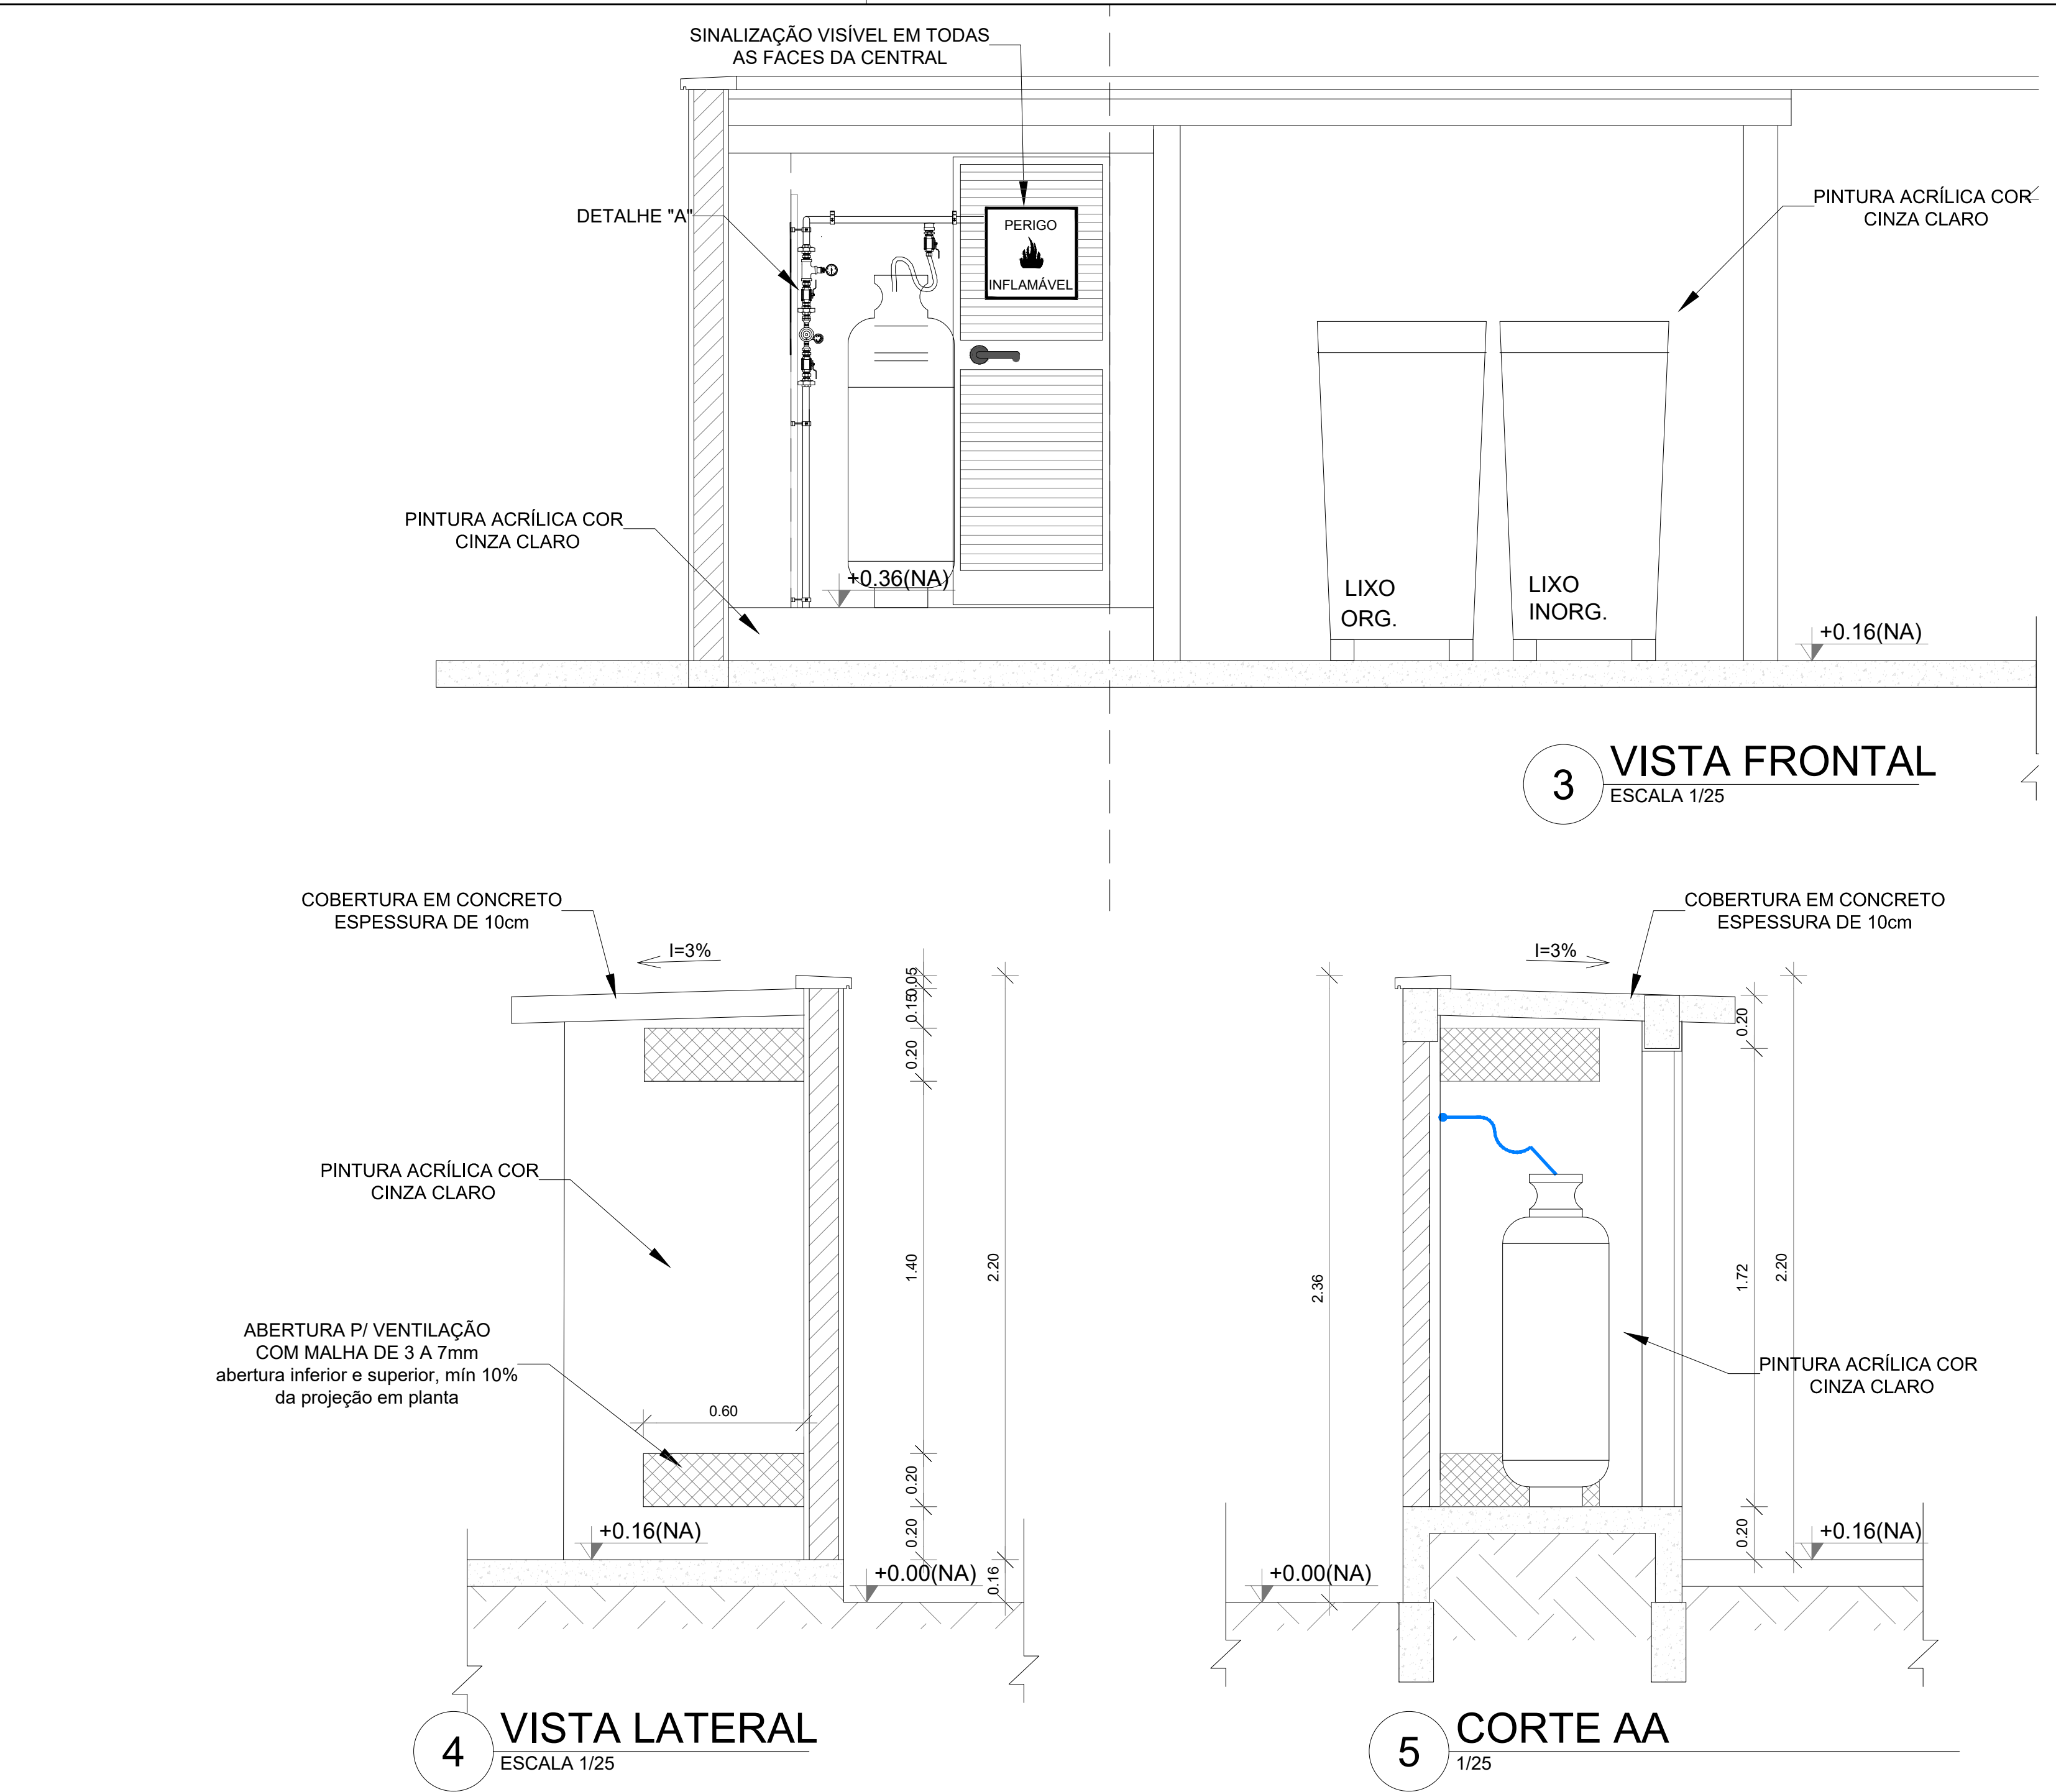 SINALIZAÇÃO VISÍVEL EM TODAS
AS FACES DA CENTRAL
DETALHE "A"
PERIGO
INFLAMÁVEL
PINTURA ACRÍLICA COR
CINZA CLARO
PINTURA ACRÍLICA COR
CINZA CLARO
+0.36(NA)
LIXO
ORG.
LIXO
INORG.
+0.16(NA)
3
VISTA FRONTAL
ESCALA 1/25
COBERTURA EM CONCRETO
ESPESSURA DE 10cm
I=3%
0.05
0.15
0.20
1.40
2.20
PINTURA ACRÍLICA COR
CINZA CLARO
ABERTURA P/ VENTILAÇÃO
COM MALHA DE 3 A 7mm
abertura inferior e superior, mín 10%
da projeção em planta
0.60
0.20
0.20
+0.16(NA)
+0.00(NA)
0.16
4
VISTA LATERAL
ESCALA 1/25
COBERTURA EM CONCRETO
ESPESSURA DE 10cm
I=3%
0.20
2.36
1.72
2.20
PINTURA ACRÍLICA COR
CINZA CLARO
0.20
+0.16(NA)
+0.00(NA)
5
CORTE AA
1/25